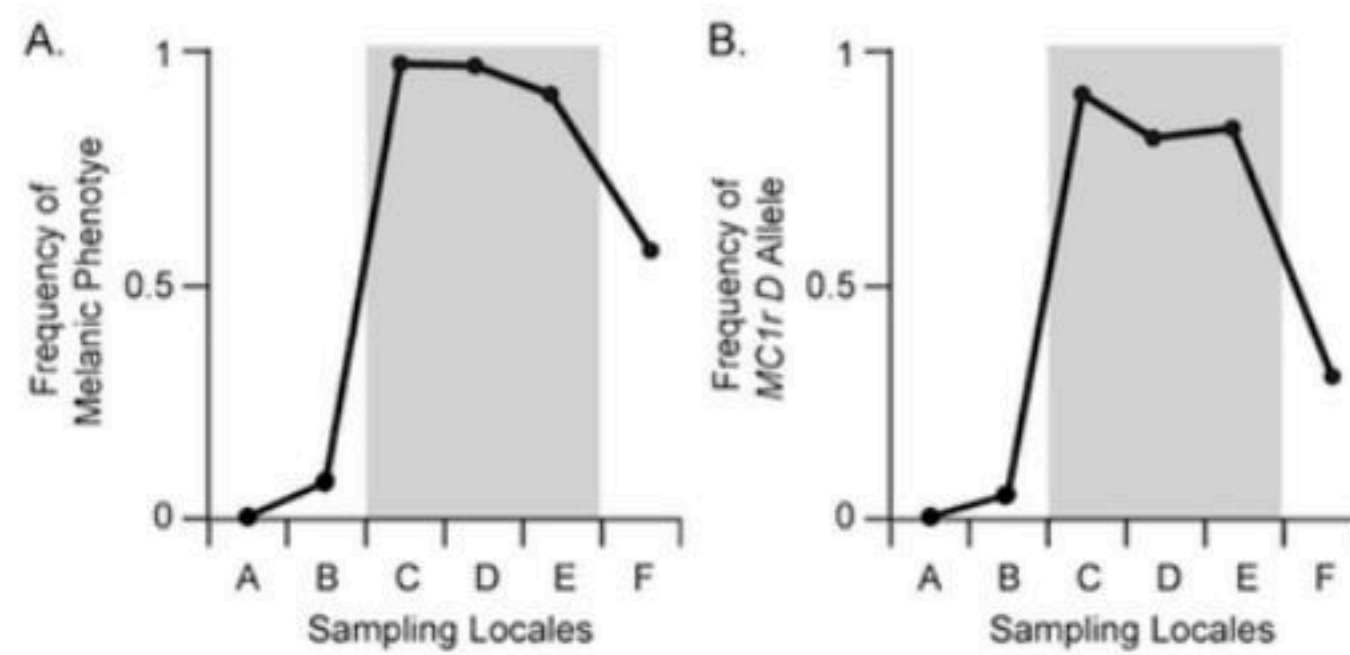 A.
Frequency of
Melanic Phenotye
1
0.5
0
A B C D E F
Sampling Locales
B.
Frequency of
MC1r D Allele
1
0.5
0
A B C D E F
Sampling Locales